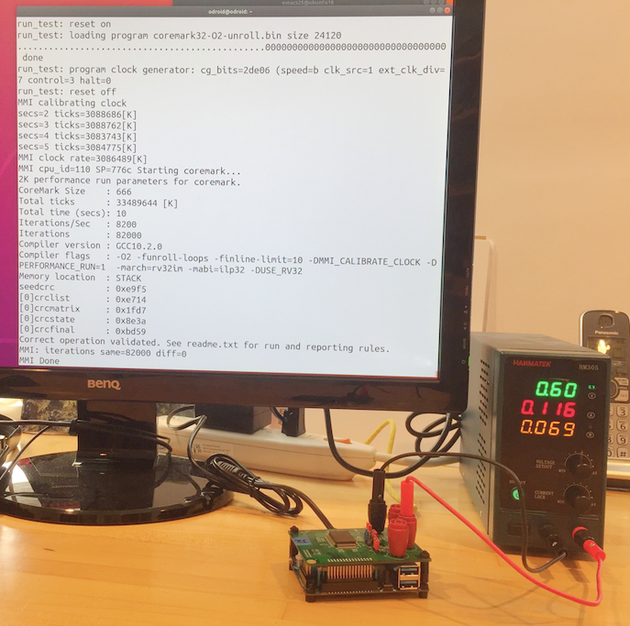 extacs25@ubuntu18
odroid@odroid: ~
run_test: reset on
run_test: loading program coremark32-O2-unroll.bin size 24120
..............................................0000000000000000000000000000000000
done
run_test: program clock generator: cg_bits=2de06 (speed=b clk_src=1 ext_clk_div=
7 control=3 halt=0
run_test: reset off
MMI calibrating clock
secs=2 ticks=3088686[K]
secs=3 ticks=3088762[K]
secs=4 ticks=3083743[K]
secs=5 ticks=3084775[K]
MMI clock rate=3086489[K]
MMI cpu_id=110 SP=776c Starting coremark...
2K performance run parameters for coremark.
CoreMark Size : 666
Total ticks : 33489644 [K]
Total time (secs): 10
Iterations/Sec : 8200
Iterations : 82000
Compiler version : GCC10.2.0
Compiler flags : -O2 -funroll-loops -finline-limit=10 -DMMI_CALIBRATE_CLOCK -D
PERFORMANCE_RUN=1 -march=rv32im -mabi=ilp32 -DUSE_RV32
Memory location : STACK
seedcrc : 0xe9f5
[0]crclist : 0xe714
[0]crcmatrix : 0x1fd7
[0]crcstate : 0x8e3a
[0]crcfinal : 0xbd59
Correct operation validated. See readme.txt for run and reporting rules.
MMI: iterations same=82000 diff=0
MMI Done
BenQ
Panasonic
HANMATEK
HM305
0.60
0.116
0.069
VOLTAGE
CURRENT